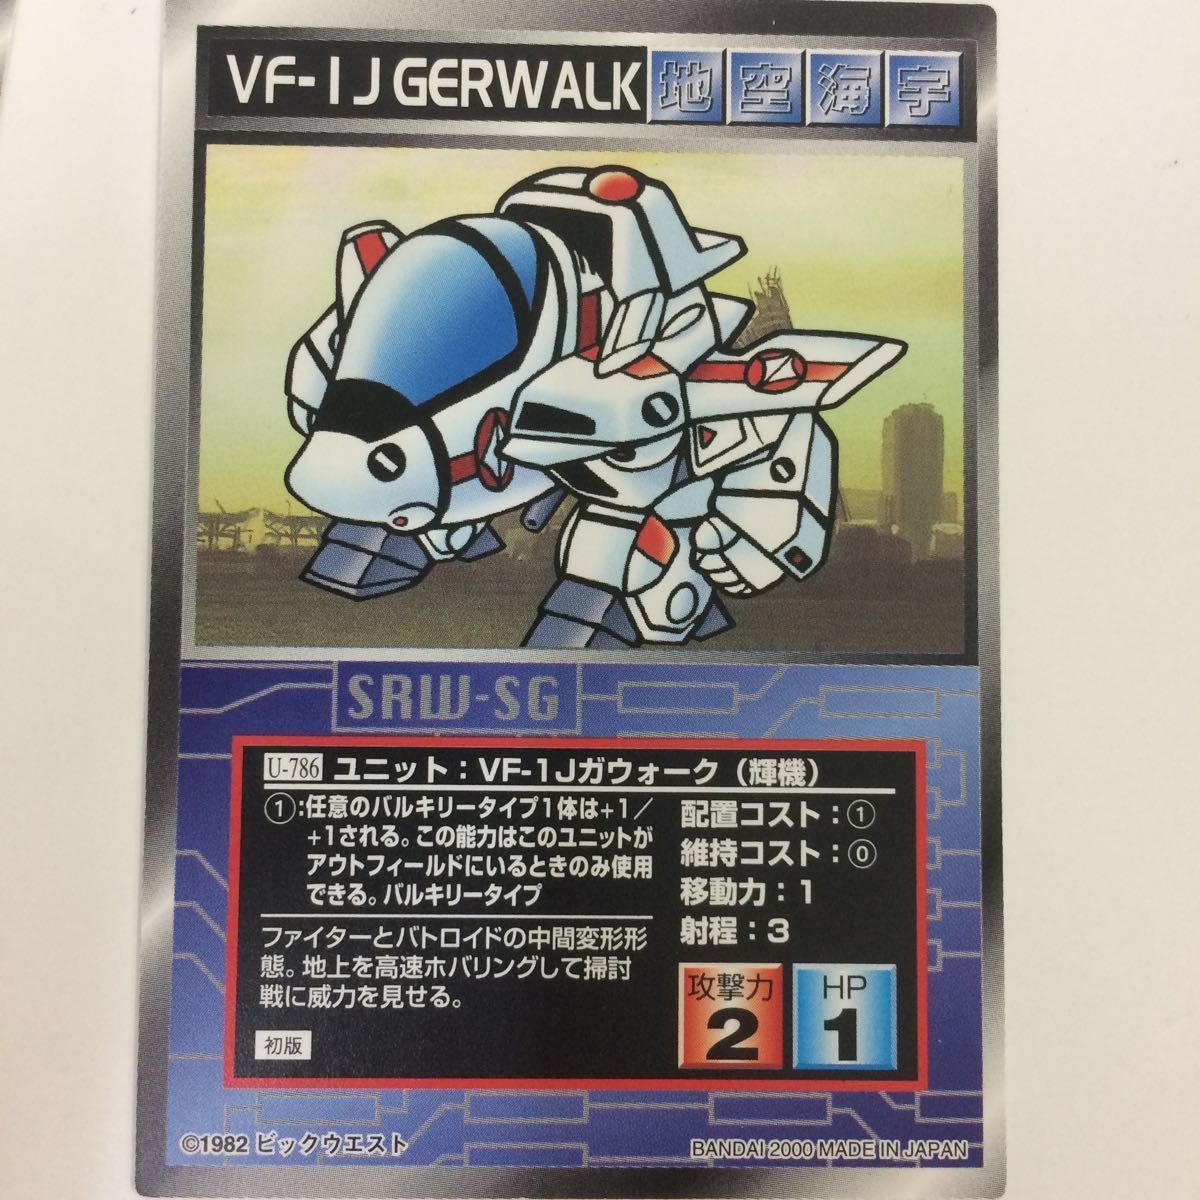 VF-1J GERWALK 地空海宇
SRW-SG
U-786 ユニット：VF-1Jガウォーク（輝機）
①：任意のバルキリータイプ1体は+1／
+1される。この能力はこのユニットが
アウトフィールドにいるときのみ使用
できる。バルキリータイプ
ファイターとバトロイドの中間変形形
態。地上を高速ホバリングして掃討
戦に威力を見せる。
初版
配置コスト：①
維持コスト：⓪
移動力：1
射程：3
攻撃力
2
HP
1
©1982 ビックウエスト
BANDAI 2000 MADE IN JAPAN